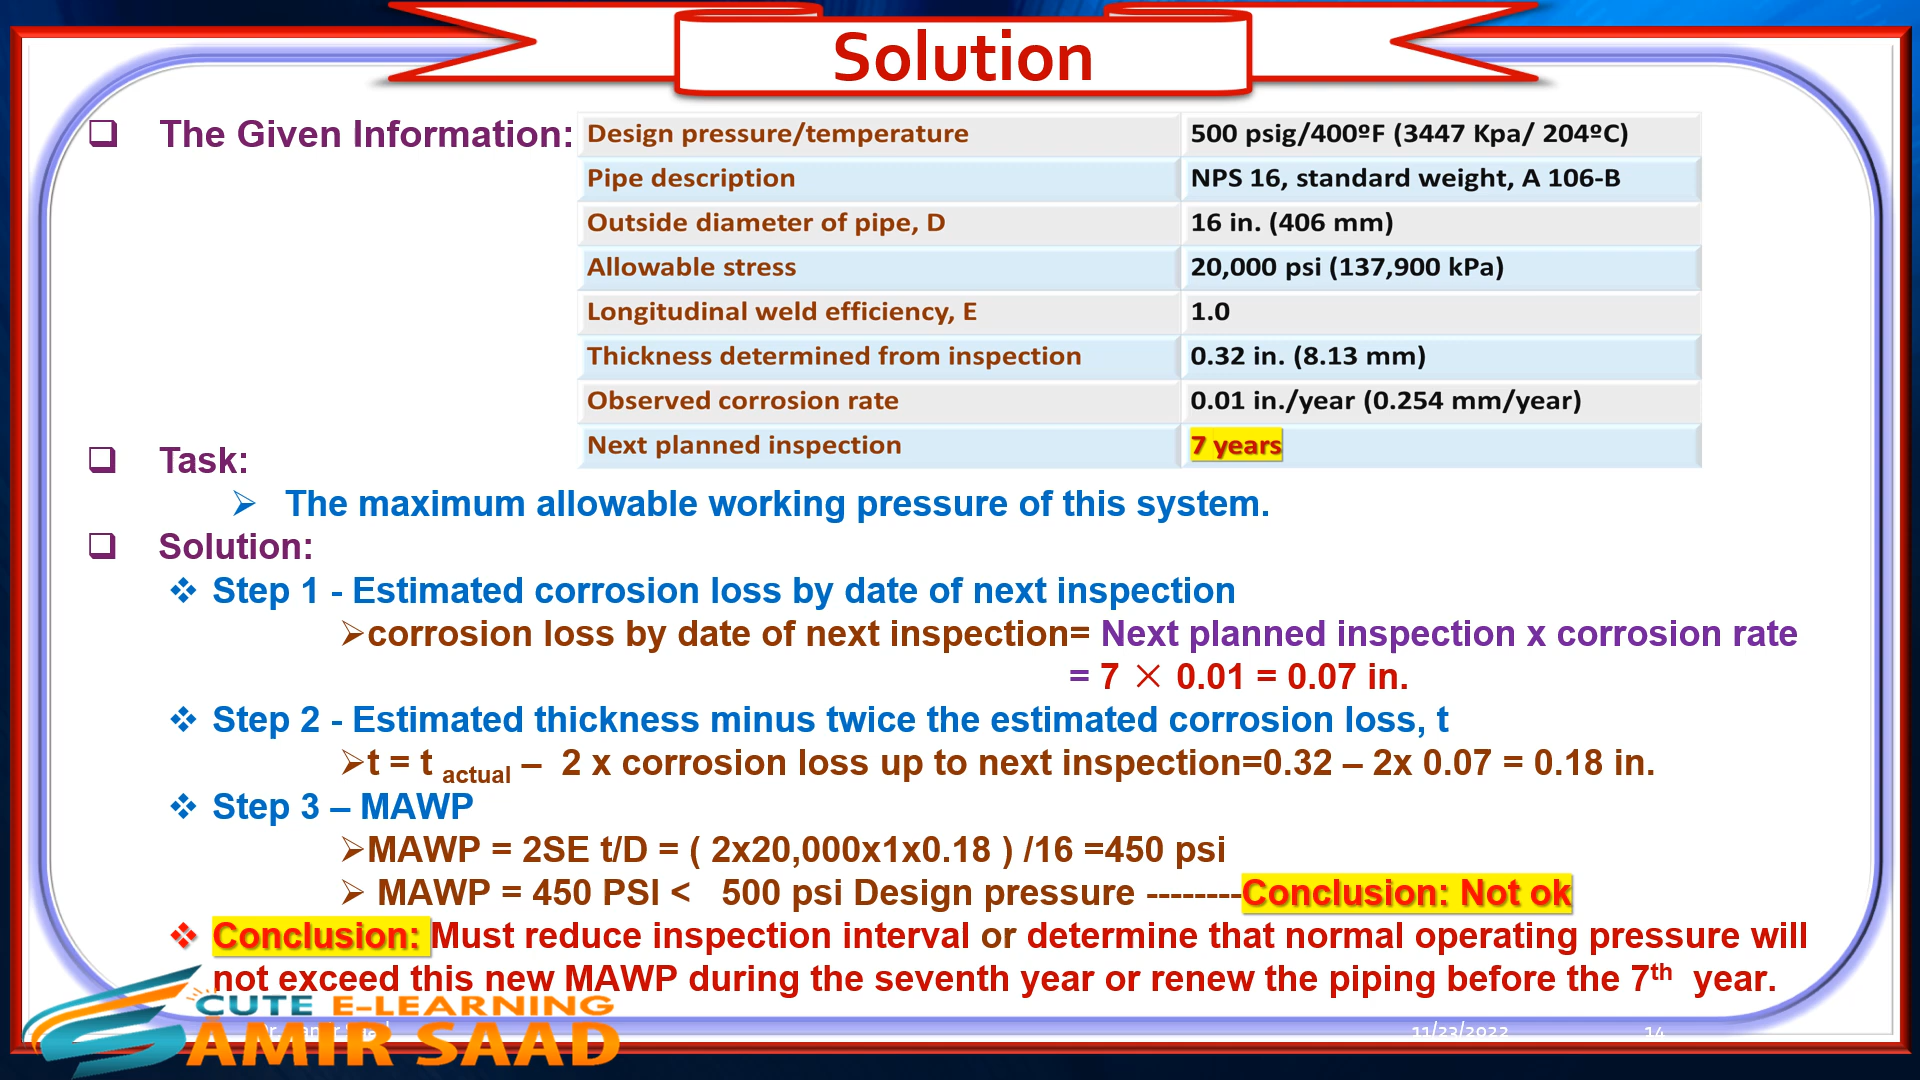 Solution
❑ The Given Information:
Design pressure/temperature 500 psig/400ºF (3447 Kpa/ 204ºC)
Pipe description NPS 16, standard weight, A 106-B
Outside diameter of pipe, D 16 in. (406 mm)
Allowable stress 20,000 psi (137,900 kPa)
Longitudinal weld efficiency, E 1.0
Thickness determined from inspection 0.32 in. (8.13 mm)
Observed corrosion rate 0.01 in./year (0.254 mm/year)
Next planned inspection 7 years
❑ Task:
➢ The maximum allowable working pressure of this system.
❑ Solution:
❖ Step 1 - Estimated corrosion loss by date of next inspection
➢corrosion loss by date of next inspection= Next planned inspection x corrosion rate
= 7 × 0.01 = 0.07 in.
❖ Step 2 - Estimated thickness minus twice the estimated corrosion loss, t
➢t = t actual – 2 x corrosion loss up to next inspection=0.32 – 2x 0.07 = 0.18 in.
❖ Step 3 – MAWP
➢MAWP = 2SE t/D = ( 2x20,000x1x0.18 ) /16 =450 psi
➢ MAWP = 450 PSI < 500 psi Design pressure --------Conclusion: Not ok
❖ Conclusion: Must reduce inspection interval or determine that normal operating pressure will
not exceed this new MAWP during the seventh year or renew the piping before the 7th year.
CUTE E-LEARNING
AMIR SAAD
11/23/2022 14